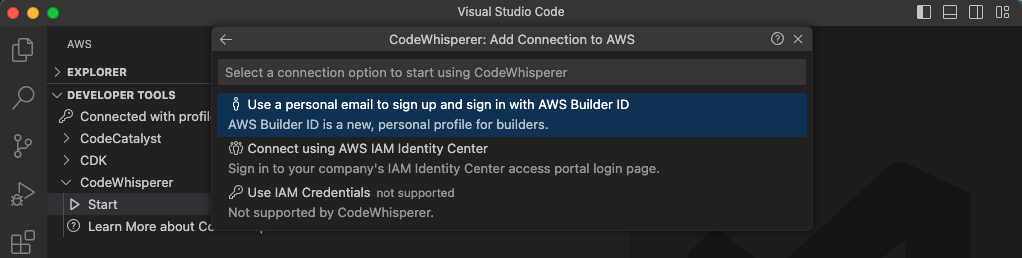 Visual Studio Code
AWS
EXPLORER
DEVELOPER TOOLS
Connected with profil
CodeCatalyst
CDK
CodeWhisperer
Start
Learn More about Co
CodeWhisperer: Add Connection to AWS
Select a connection option to start using CodeWhisperer
Use a personal email to sign up and sign in with AWS Builder ID
AWS Builder ID is a new, personal profile for builders.
Connect using AWS IAM Identity Center
Sign in to your company's IAM Identity Center access portal login page.
Use IAM Credentials not supported
Not supported by CodeWhisperer.